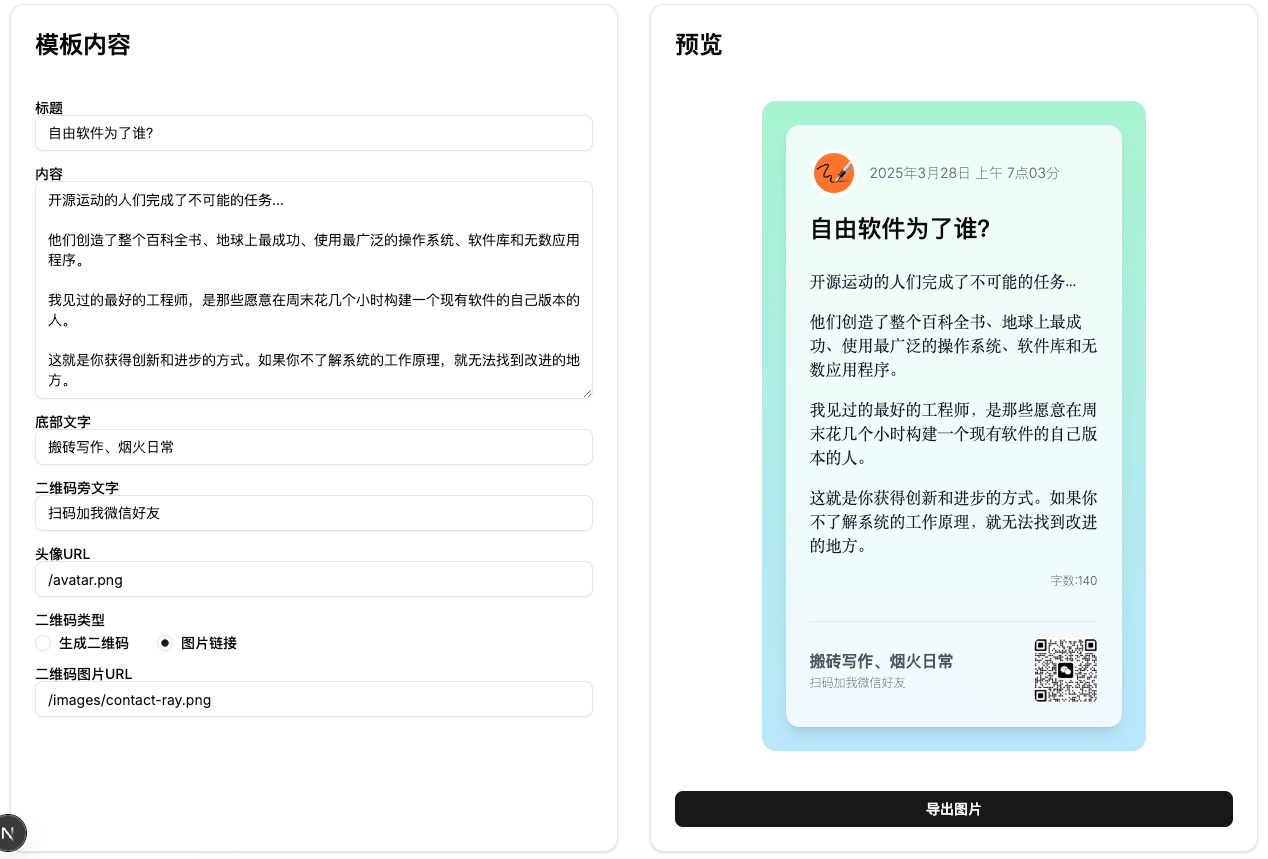 模板内容
标题
自由软件为了谁?
内容
开源运动的人们完成了不可能的任务...
他们创造了整个百科全书、地球上最成功、使用最广泛的操作系统、软件库和无数应用
程序。
我见过的最好的工程师，是那些愿意在周末花几个小时构建一个现有软件的自己版本的
人。
这就是你获得创新和进步的方式。如果你不了解系统的工作原理，就无法找到改进的地
方。
底部文字
搬砖写作、烟火日常
二维码旁文字
扫码加我微信好友
头像URL
/avatar.png
二维码类型
生成二维码 图片链接
二维码图片URL
/images/contact-ray.png
N
预览
2025年3月28日 上午 7点03分
自由软件为了谁?
开源运动的人们完成了不可能的任务...
他们创造了整个百科全书、地球上最成
功、使用最广泛的操作系统、软件库和无
数应用程序。
我见过的最好的工程师，是那些愿意在周
末花几个小时构建一个现有软件的自己版
本的人。
这就是你获得创新和进步的方式。如果你
不了解系统的工作原理，就无法找到改进
的地方。
字数:140
搬砖写作、烟火日常
扫码加我微信好友
导出图片